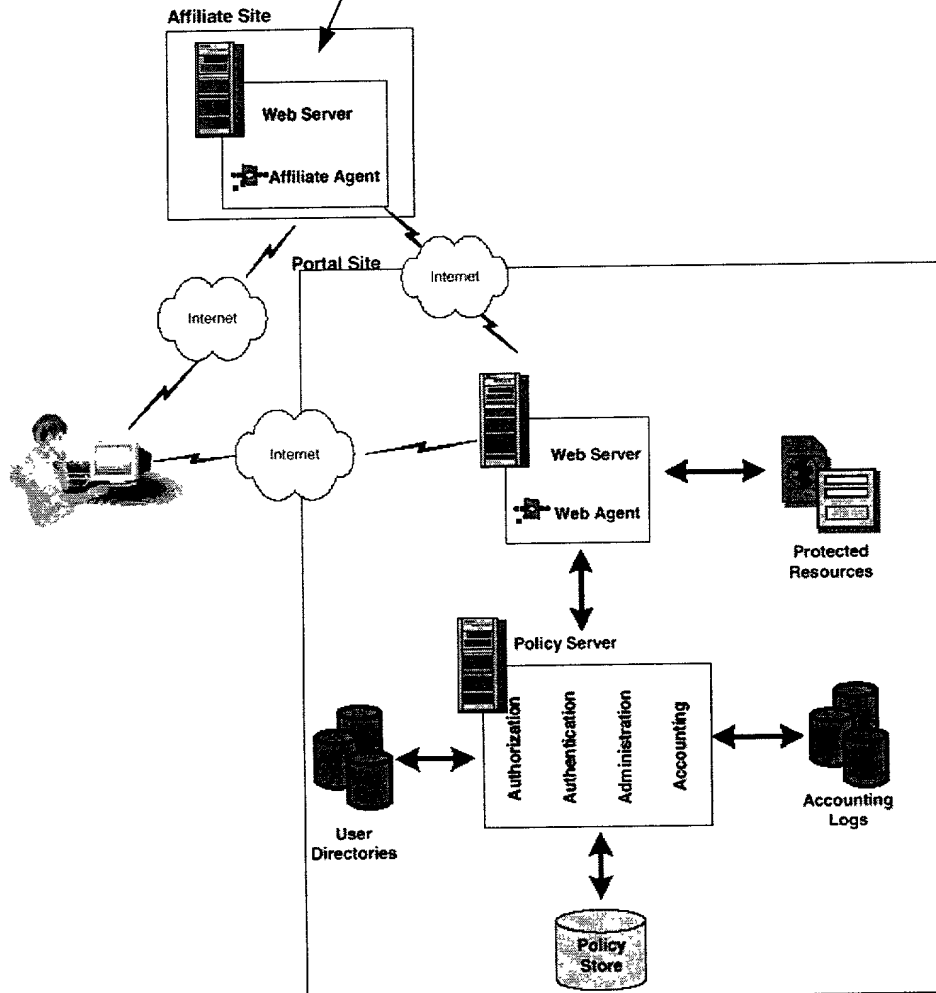 Affiliate Site
Web Server
Affiliate Agent
Portal Site
Internet
Internet
Internet
Web Server
Web Agent
Protected
Resources
Policy Server
Authorization
Authentication
Administration
Accounting
User
Directories
Accounting
Logs
Policy
Store